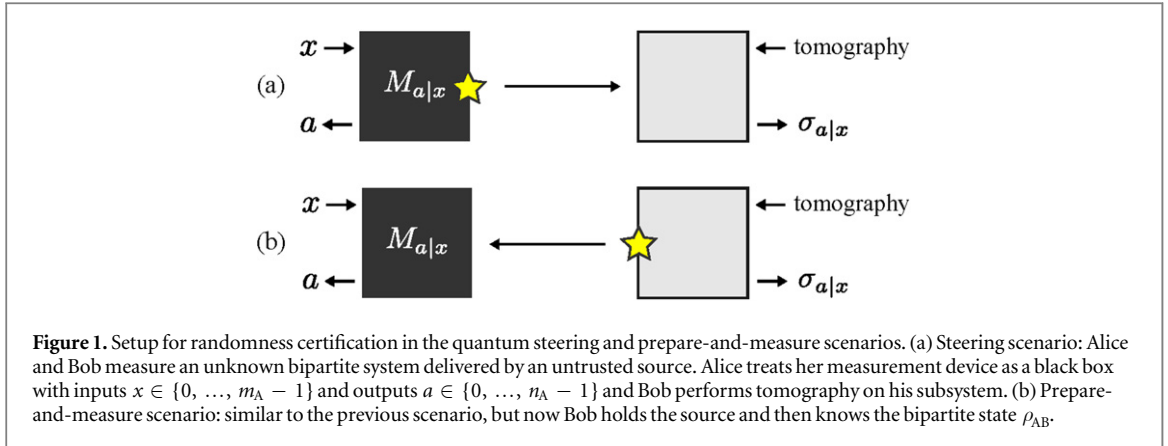 x
tomography
(a)
M_{a|x}
a
σ_{a|x}
x
tomography
(b)
M_{a|x}
a
σ_{a|x}
Figure 1. Setup for randomness certification in the quantum steering and prepare-and-measure scenarios. (a) Steering scenario: Alice
and Bob measure an unknown bipartite system delivered by an untrusted source. Alice treats her measurement device as a black box
with inputs x ∈ {0, …, m_A − 1} and outputs a ∈ {0, …, n_A − 1} and Bob performs tomography on his subsystem. (b) Prepare-
and-measure scenario: similar to the previous scenario, but now Bob holds the source and then knows the bipartite state ρ_AB.